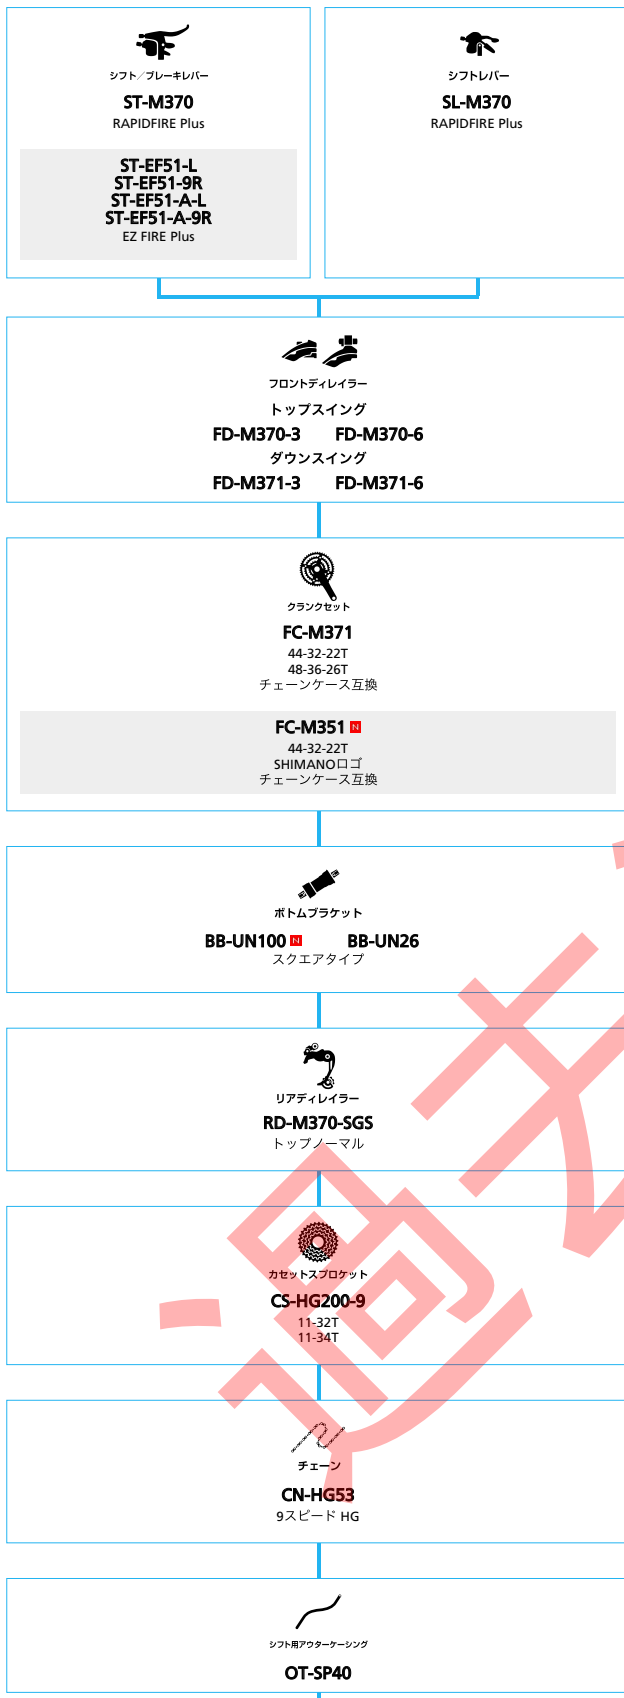 シフト／ブレーキレバー
ST-M370
RAPIDFIRE Plus
ST-EF51-L
ST-EF51-9R
ST-EF51-A-L
ST-EF51-A-9R
EZ FIRE Plus
シフトレバー
SL-M370
RAPIDFIRE Plus
フロントディレイラー
トップスイング
FD-M370-3 FD-M370-6
ダウンスイング
FD-M371-3 FD-M371-6
クランクセット
FC-M371
44-32-22T
48-36-26T
チェーンケース互換
FC-M351 N
44-32-22T
SHIMANOロゴ
チェーンケース互換
ボトムブラケット
BB-UN100 N BB-UN26
スクエアタイプ
リアディレイラー
RD-M370-SGS
トップノーマル
カセットスプロケット
CS-HG200-9
11-32T
11-34T
チェーン
CN-HG53
9スピード HG
シフト用アウターケーシング
OT-SP40
過